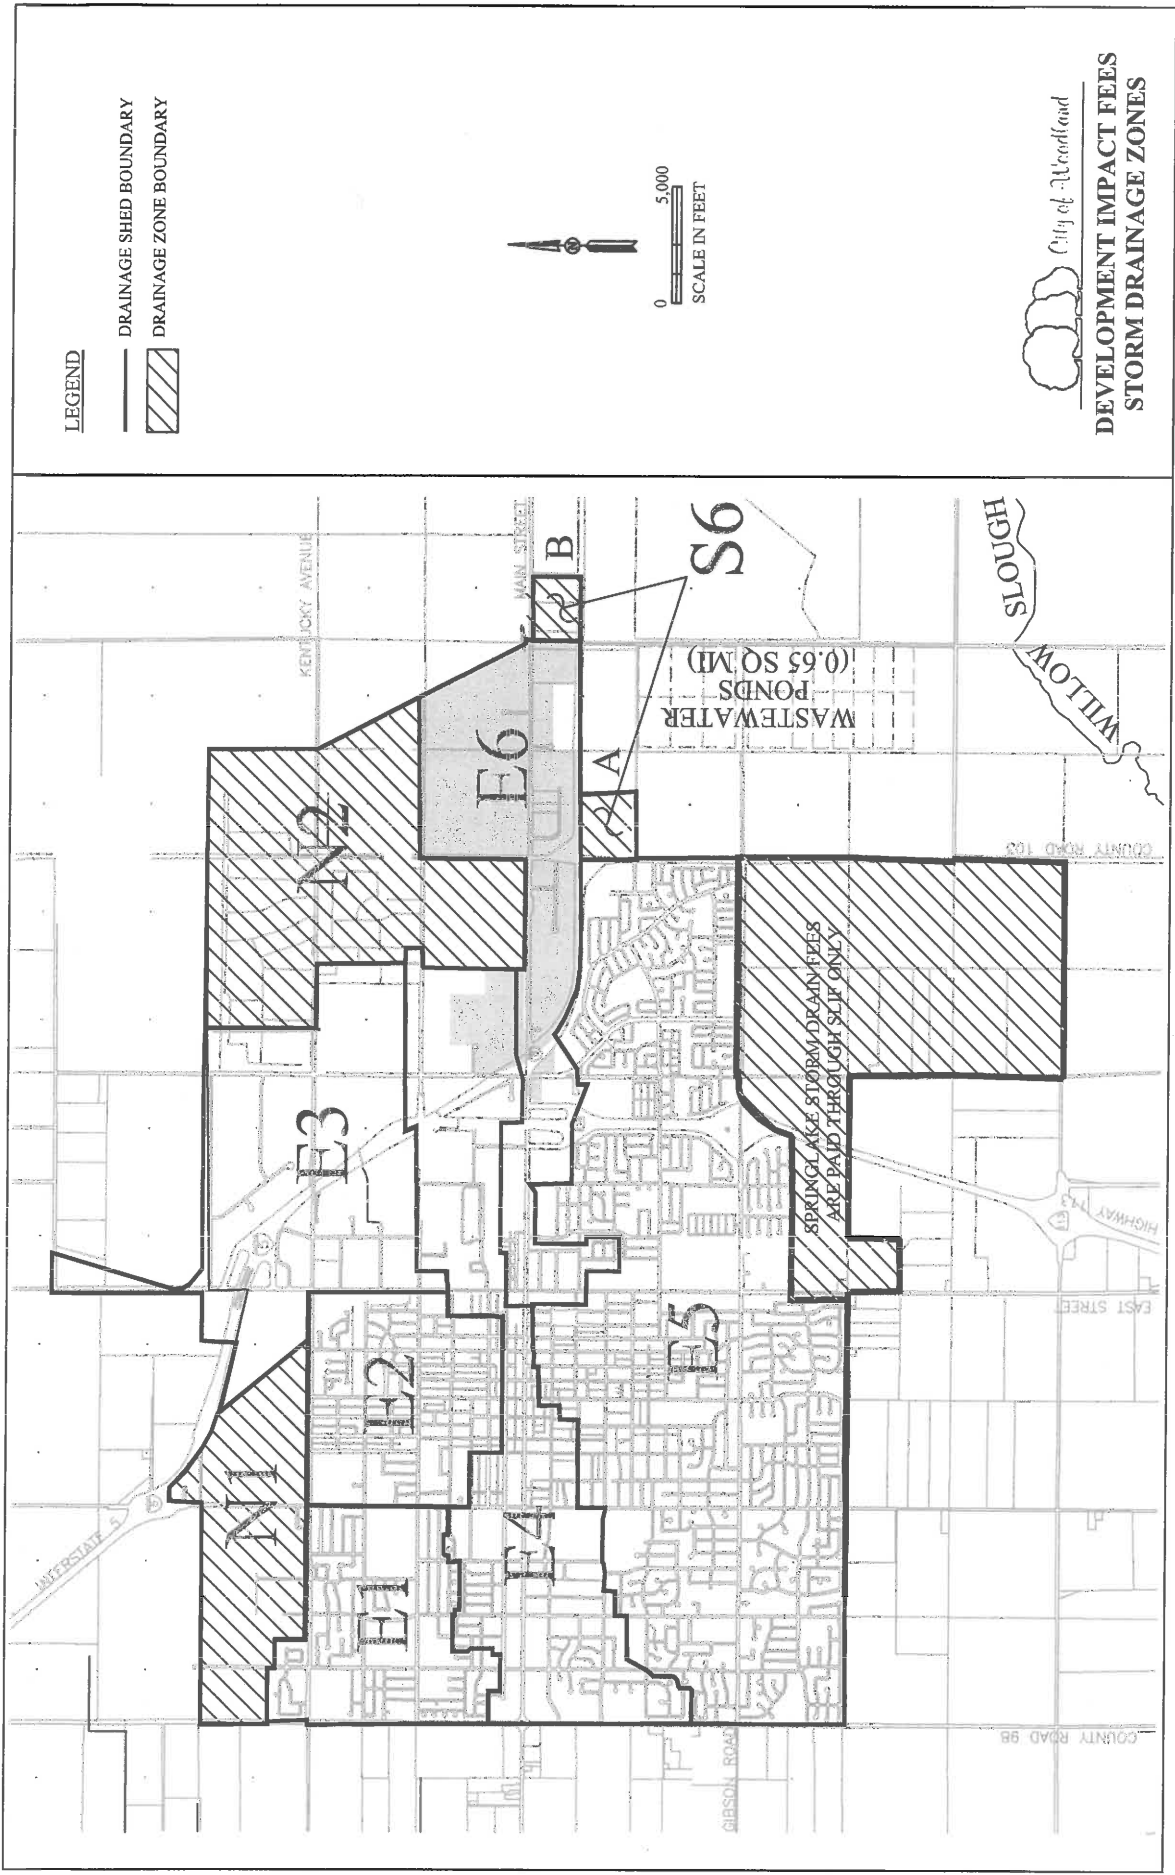 LEGEND
DRAINAGE SHED BOUNDARY
DRAINAGE ZONE BOUNDARY
0 5,000
SCALE IN FEET
N
City of Woodland
DEVELOPMENT IMPACT FEES
STORM DRAINAGE ZONES
INTERSTATE 5
KENTUCKY AVENUE
MAIN STREET
GIBSON ROAD
COUNTY ROAD 98
EAST STREET
HIGHWAY 113
COUNTY ROAD 103
N1
N2
E1
E2
E3
E4
E5
E6
S6
A
B
WASTEWATER
PONDS
(0.65 SQ MI)
SPRINGLAKE STORM DRAIN FEES
ARE PAID THROUGH SLIF ONLY
WILLOW SLOUGH
5
113